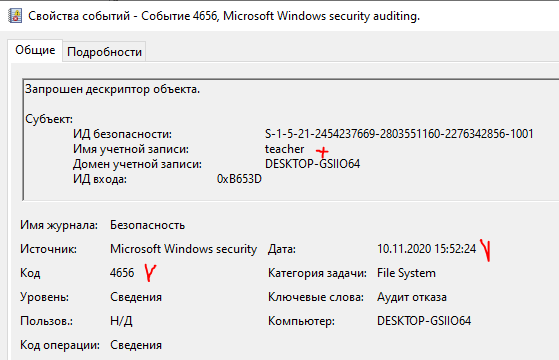 Свойства событий - Событие 4656, Microsoft Windows security auditing.
Общие Подробности
Запрошен дескриптор объекта.
Субъект:
ИД безопасности: S-1-5-21-2454237669-2803551160-2276342856-1001
Имя учетной записи: teacher
Домен учетной записи: DESKTOP-GSIIO64
ИД входа: 0xB653D
Имя журнала: Безопасность
Источник: Microsoft Windows security Дата: 10.11.2020 15:52:24
Код 4656 Категория задачи: File System
Уровень: Сведения Ключевые слова: Аудит отказа
Пользов.: Н/Д Компьютер: DESKTOP-GSIIO64
Код операции: Сведения